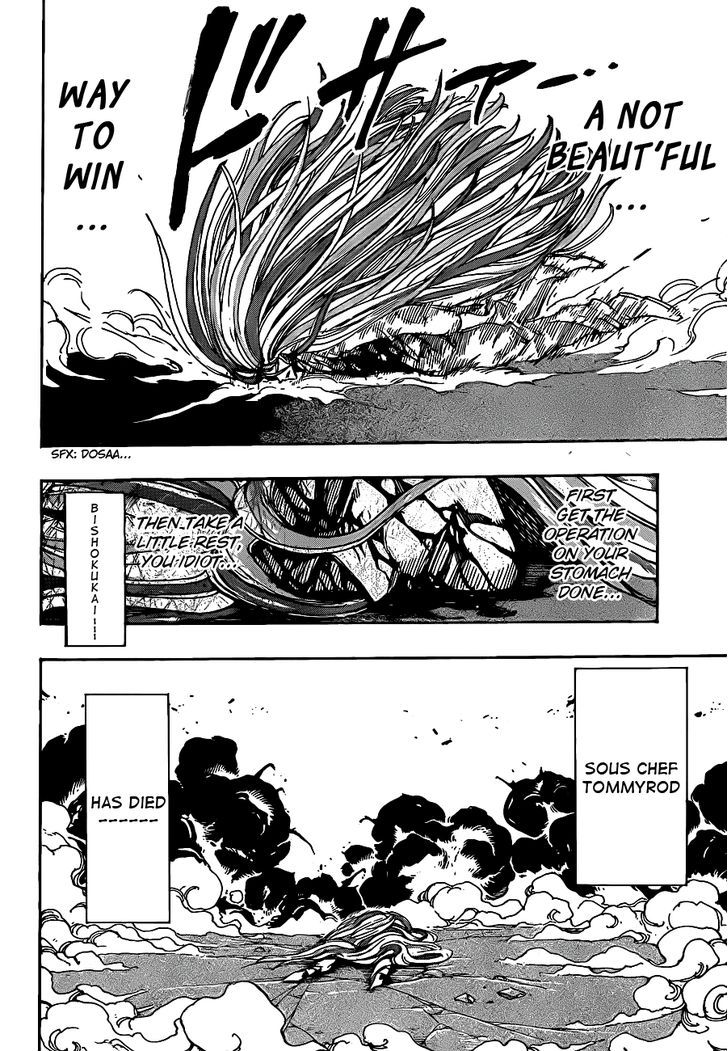 A NOT
BEAUT'FUL
...
WAY
TO
WIN
...
ドサァー…
SFX: DOSAA...
FIRST
GET THE
OPERATION
ON YOUR
STOMACH
DONE...
THEN TAKE A
LITTLE REST,
YOU IDIOT....
BISHOKUKAIIII
SOUS CHEF
TOMMYROD
HAS DIED
------